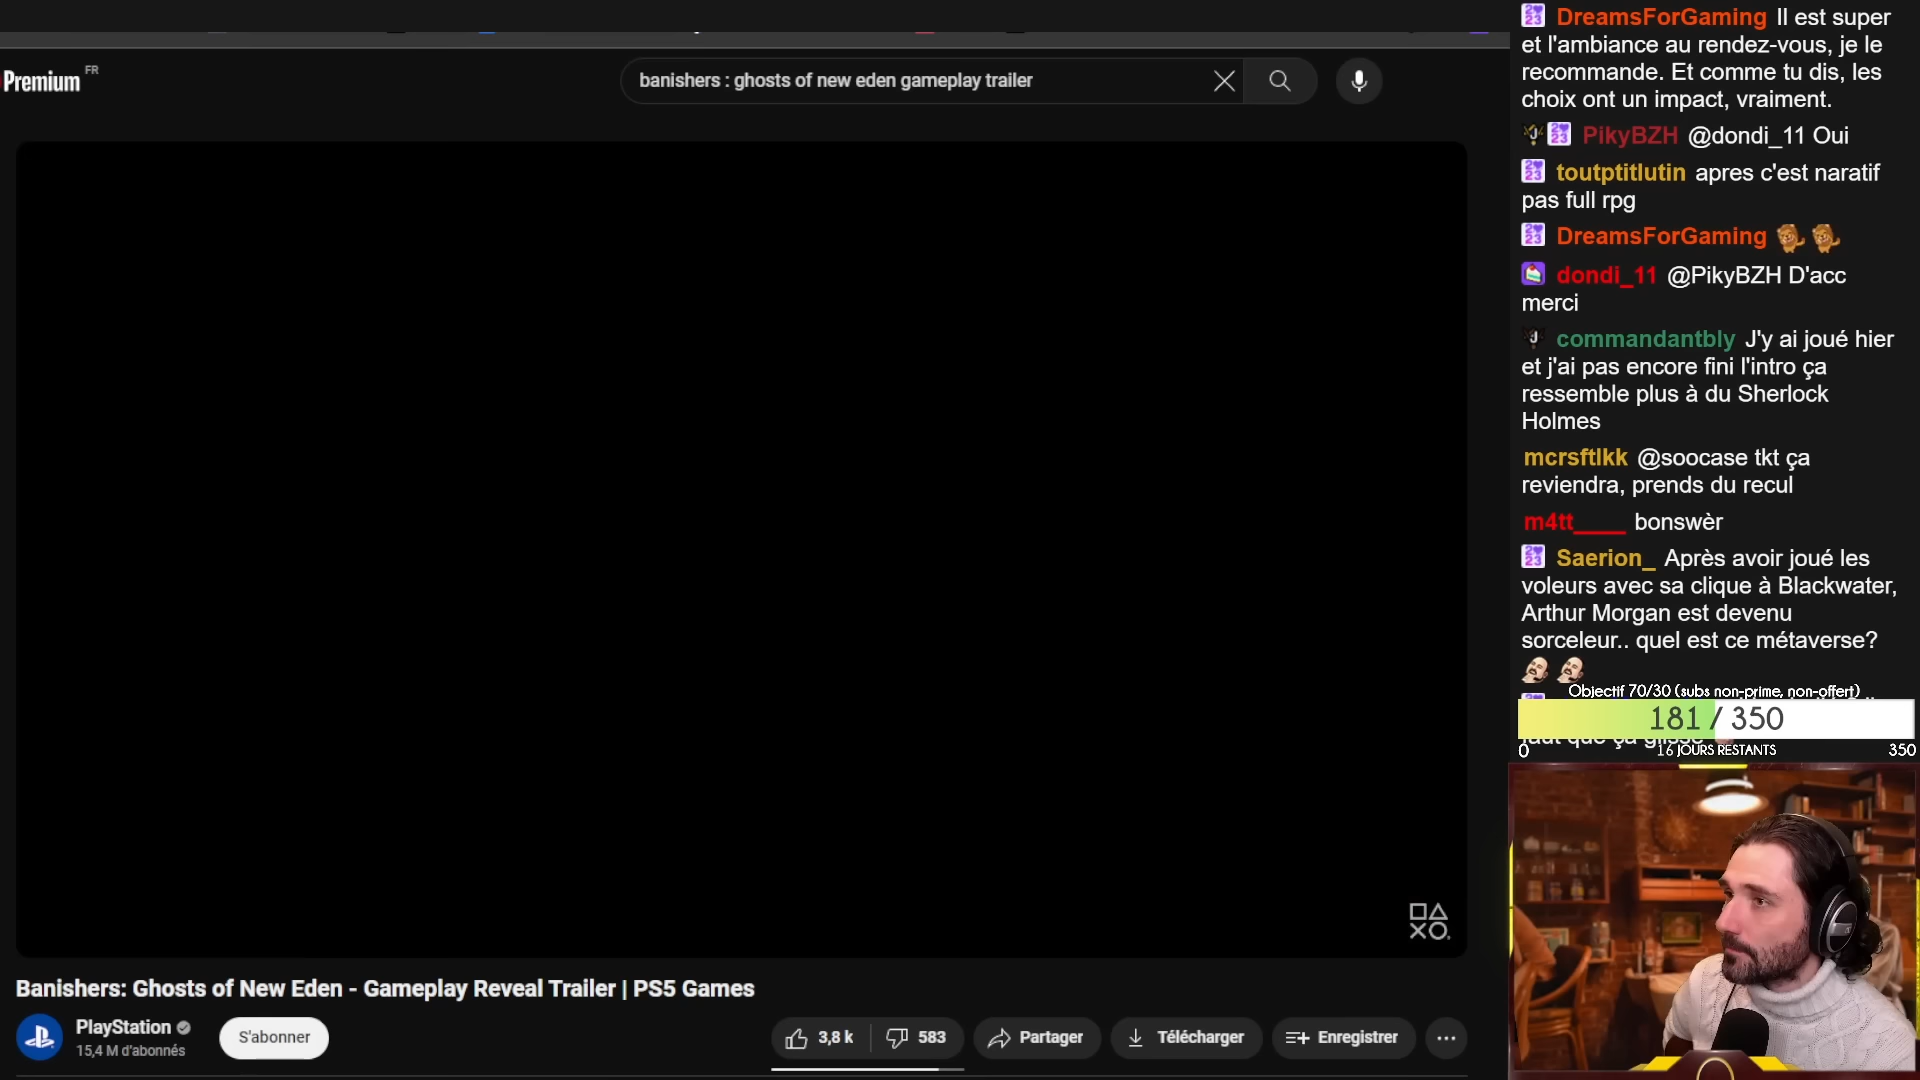 Premium FR
banishers : ghosts of new eden gameplay trailer
Banishers: Ghosts of New Eden - Gameplay Reveal Trailer | PS5 Games
PlayStation
15,4 M d'abonnés
S'abonner
3,8 k
583
Partager
Télécharger
Enregistrer
DreamsForGaming Il est super
et l'ambiance au rendez-vous, je le
recommande. Et comme tu dis, les
choix ont un impact, vraiment.
PikyBZH @dondi_11 Oui
toutptitlutin apres c'est naratif
pas full rpg
DreamsForGaming
dondi_11 @PikyBZH D'acc
merci
commandantbly J'y ai joué hier
et j'ai pas encore fini l'intro ça
ressemble plus à du Sherlock
Holmes
mcrsftlkk @soocase tkt ça
reviendra, prends du recul
m4tt____ bonswèr
Saerion_ Après avoir joué les
voleurs avec sa clique à Blackwater,
Arthur Morgan est devenu
sorceleur.. quel est ce métaverse?
Objectif 70/30 (subs non-prime, non-offert)
181 / 350
0 16 JOURS RESTANTS 350